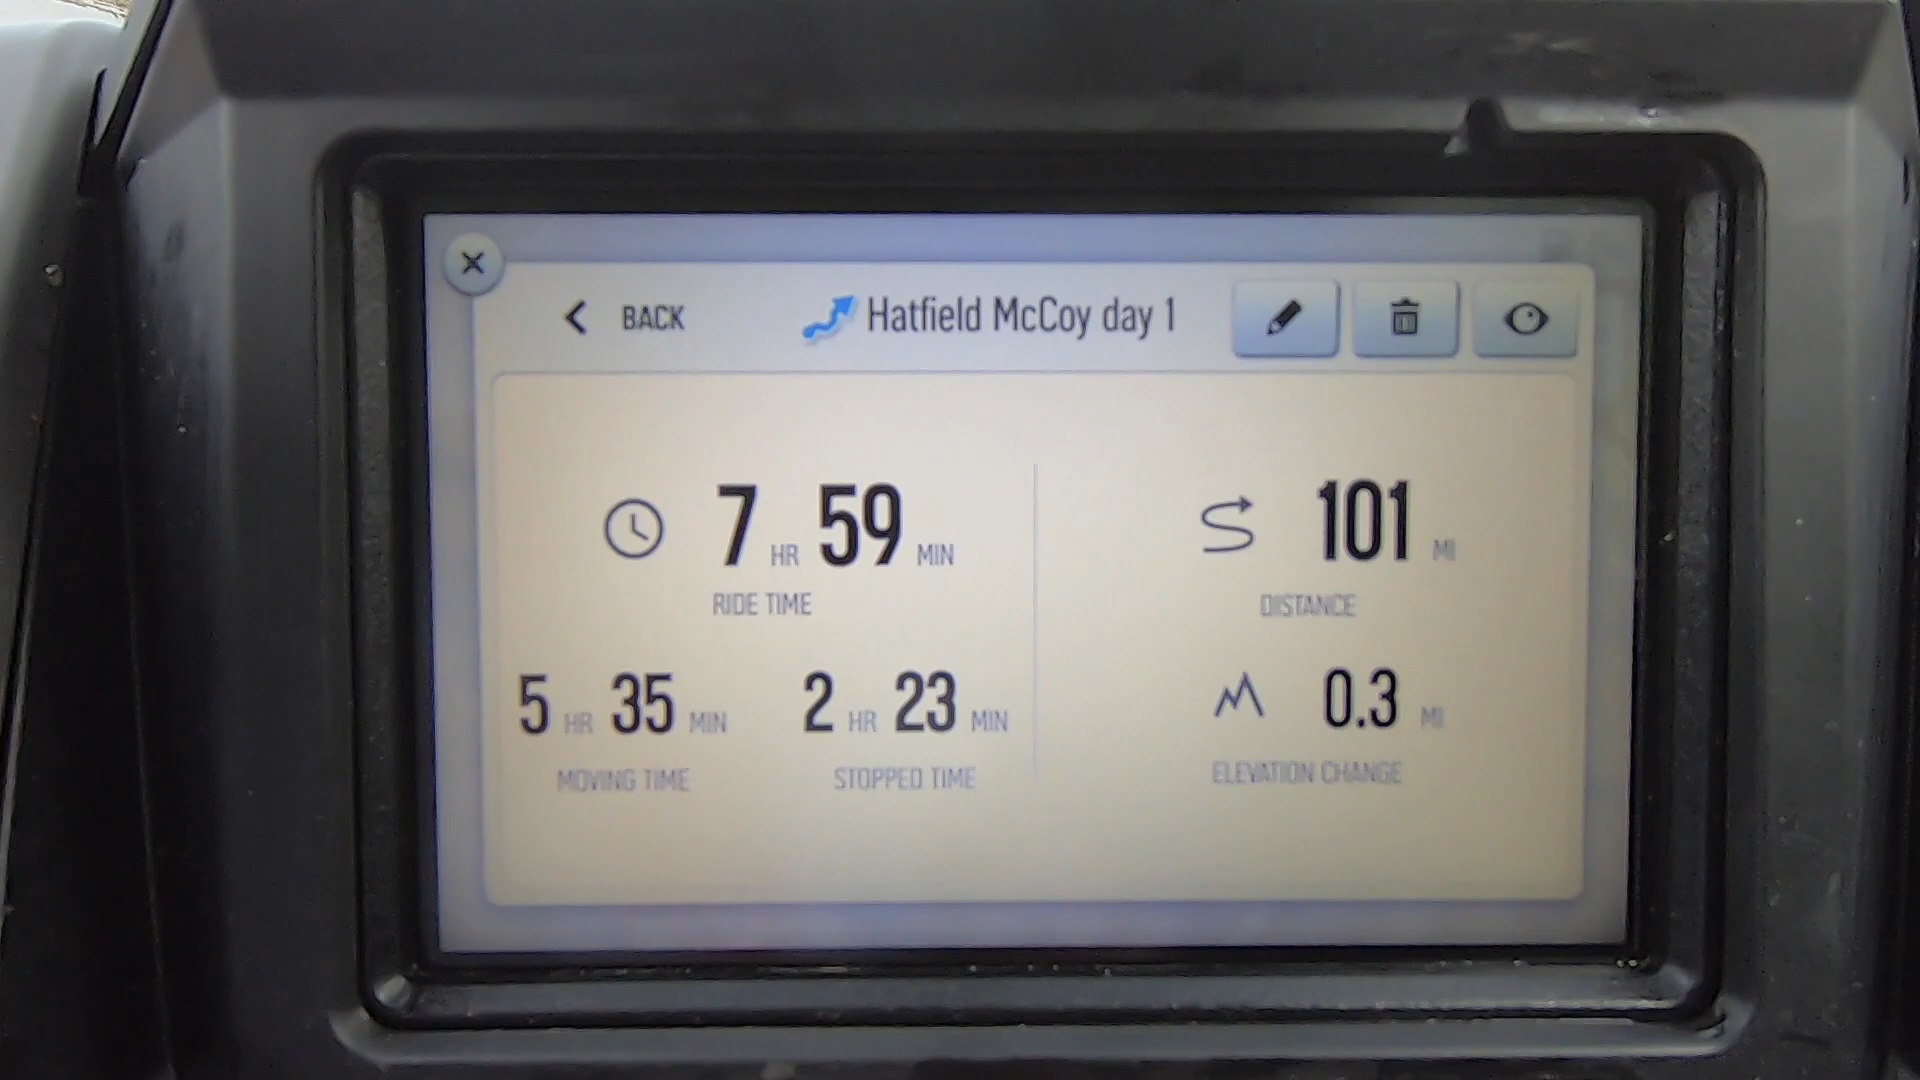 BACK
Hatfield McCoy day 1
7 HR 59 MIN
RIDE TIME
101 MI
DISTANCE
5 HR 35 MIN
MOVING TIME
2 HR 23 MIN
STOPPED TIME
0.3 MI
ELEVATION CHANGE